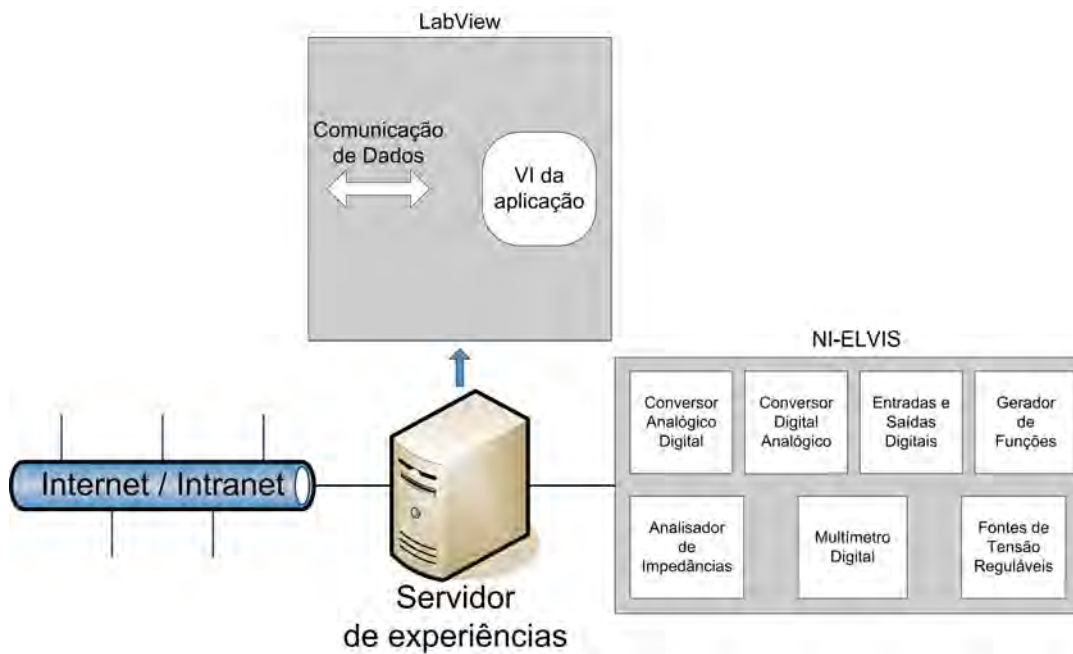 LabView
Comunicação
de Dados
VI da
aplicação
NI-ELVIS
Conversor
Analógico
Digital
Conversor
Digital
Analógico
Entradas e
Saídas
Digitais
Gerador
de
Funções
Internet / Intranet
Analisador
de
Impedâncias
Multímetro
Digital
Fontes de
Tensão
Reguláveis
Servidor
de experiências